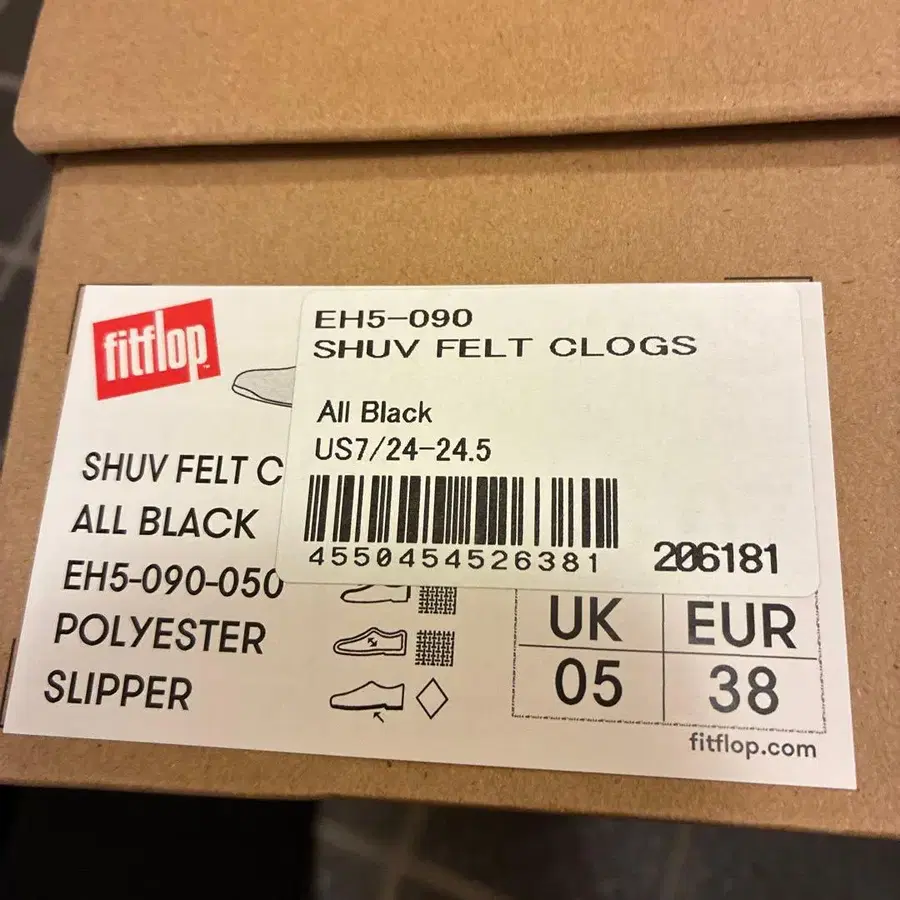 fitflop
EH5-090
SHUV FELT CLOGS
All Black
US7/24-24.5
4550454526381
206181
SHUV FELT C
ALL BLACK
EH5-090-050
POLYESTER
SLIPPER
UK EUR
05 38
fitflop.com